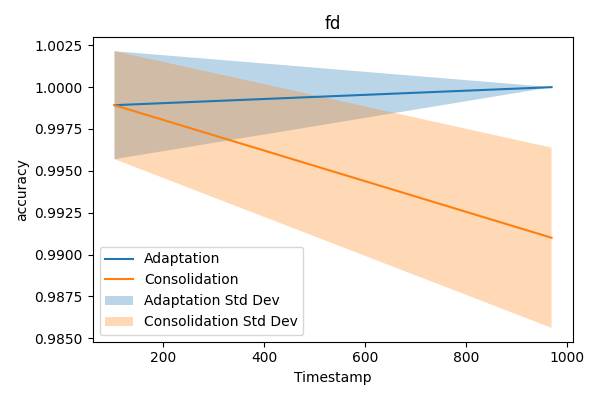 fd
1.0025
1.0000
0.9975
0.9950
0.9925
0.9900
0.9875
0.9850
accuracy
Adaptation
Consolidation
Adaptation Std Dev
Consolidation Std Dev
200 400 600 800 1000
Timestamp